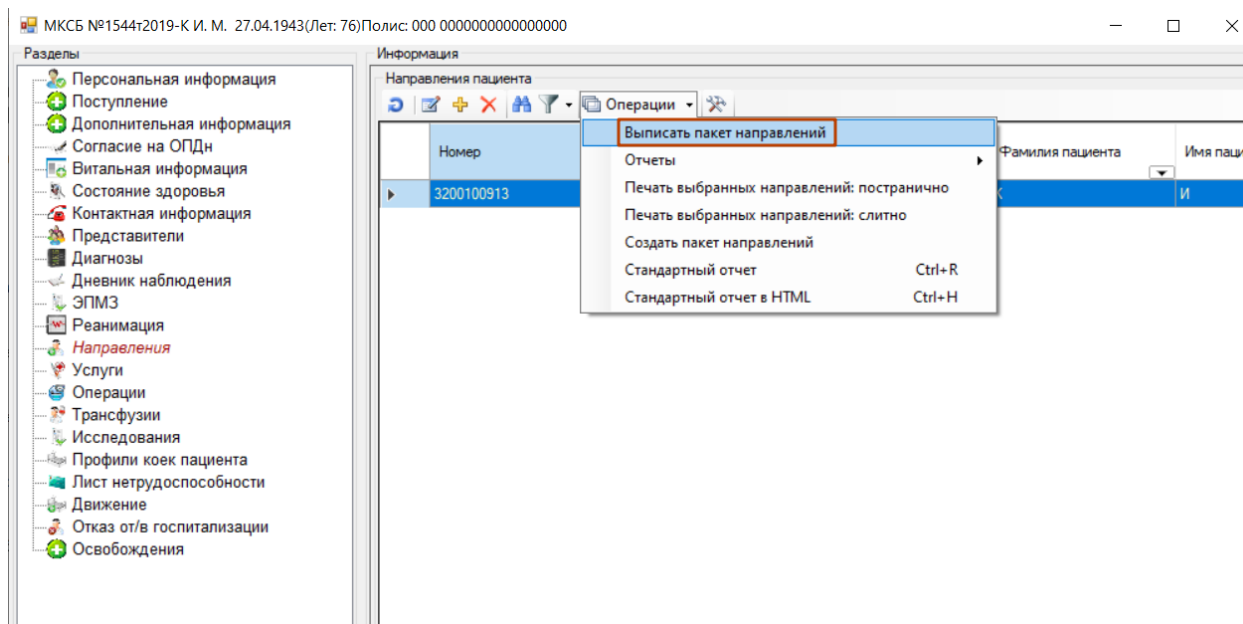 МКСБ №1544т2019-К И. М. 27.04.1943(Лет: 76)Полис: 000 0000000000000000
Разделы
Персональная информация
Поступление
Дополнительная информация
Согласие на ОПДн
Витальная информация
Состояние здоровья
Контактная информация
Представители
Диагнозы
Дневник наблюдения
ЭПМЗ
Реанимация
Направления
Услуги
Операции
Трансфузии
Исследования
Профили коек пациента
Лист нетрудоспособности
Движение
Отказ от/в госпитализации
Освобождения
Информация
Направления пациента
Операции
Номер
Фамилия пациента
Имя паци
3200100913
К
И
Выписать пакет направлений
Отчеты
Печать выбранных направлений: постранично
Печать выбранных направлений: слитно
Создать пакет направлений
Стандартный отчет Ctrl+R
Стандартный отчет в HTML Ctrl+H